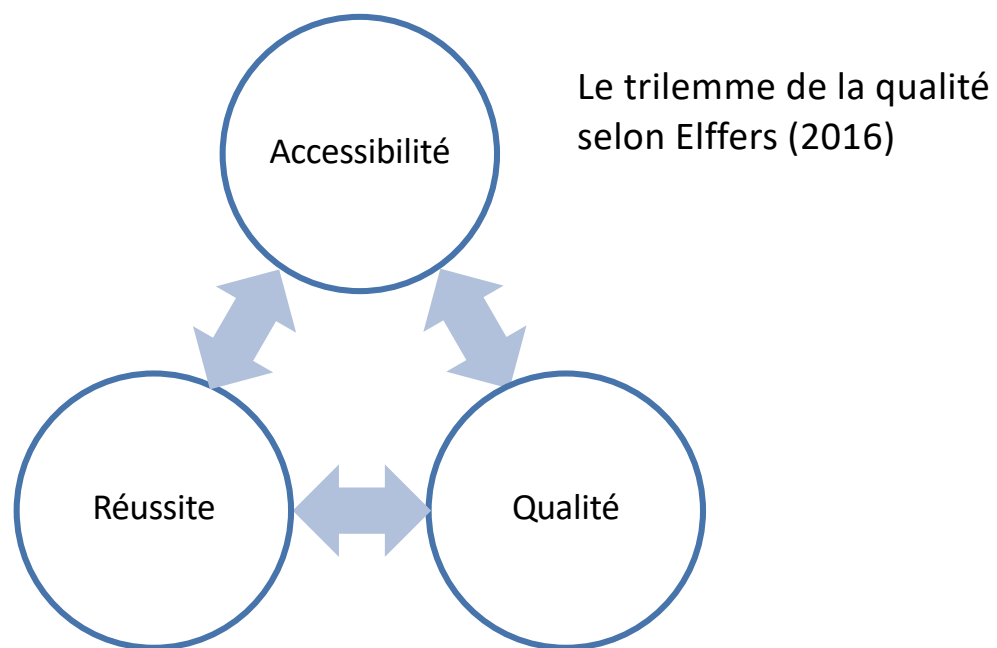 Le trilemme de la qualité
selon Elffers (2016)
Accessibilité
Réussite
Qualité